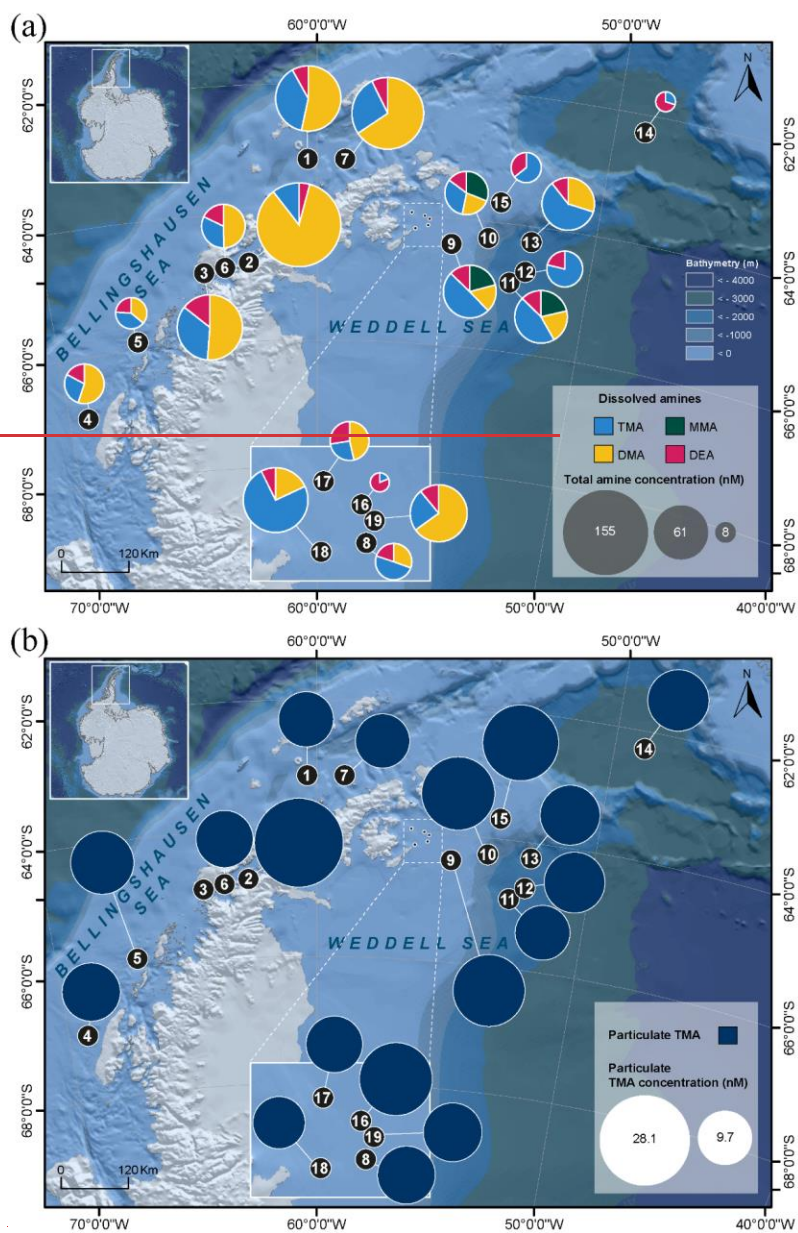 (a)
60°0'0"W
50°0'0"W
N
62°0'0"S
62°0'0"S
64°0'0"S
64°0'0"S
66°0'0"S
66°0'0"S
68°0'0"S
68°0'0"S
BELLINGSHAUSEN
SEA
WEDDELL SEA
1
7
14
15
10
13
9
12
11
3
6
2
5
4
17
16
19
18
8
Bathymetry (m)
< - 4000
< - 3000
< - 2000
< -1000
< 0
Dissolved amines
TMA
MMA
DMA
DEA
Total amine concentration (nM)
155
61
8
0
120 Km
70°0'0"W
60°0'0"W
50°0'0"W
40°0'0"W
(b)
60°0'0"W
50°0'0"W
N
62°0'0"S
62°0'0"S
64°0'0"S
64°0'0"S
66°0'0"S
66°0'0"S
68°0'0"S
68°0'0"S
BELLINGSHAUSEN
SEA
WEDDELL SEA
1
7
14
15
10
13
9
12
11
3
6
2
5
4
17
16
19
18
8
Particulate TMA
Particulate
TMA concentration (nM)
28.1
9.7
0
120 Km
70°0'0"W
60°0'0"W
50°0'0"W
40°0'0"W